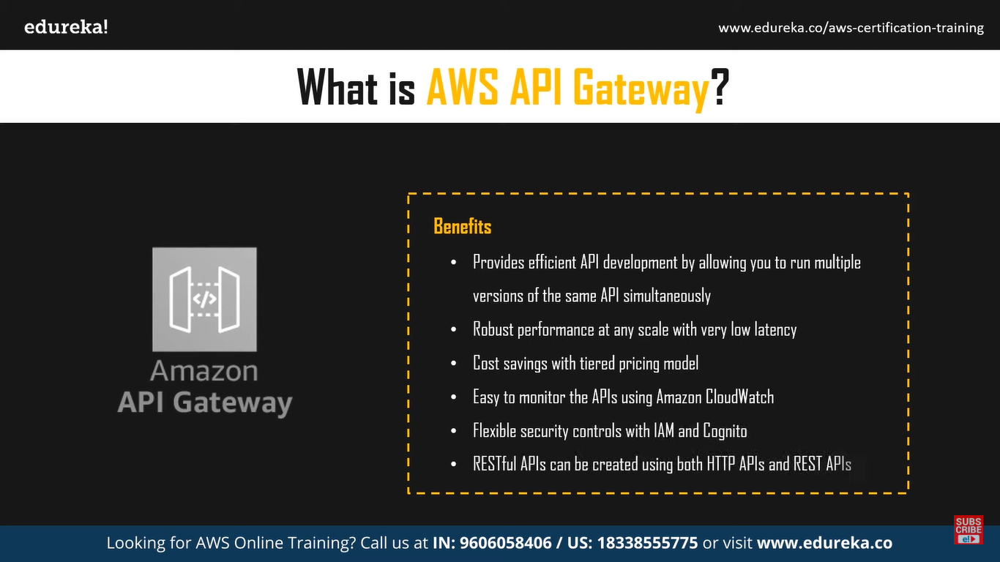 edureka!
www.edureka.co/aws-certification-training
What is AWS API Gateway?
Benefits
• Provides efficient API development by allowing you to run multiple
versions of the same API simultaneously
• Robust performance at any scale with very low latency
• Cost savings with tiered pricing model
• Easy to monitor the APIs using Amazon CloudWatch
• Flexible security controls with IAM and Cognito
• RESTful APIs can be created using both HTTP APIs and REST APIs
</>
Amazon
API Gateway
SUBS
CRIBE
e!
Looking for AWS Online Training? Call us at IN: 9606058406 / US: 18338555775 or visit www.edureka.co